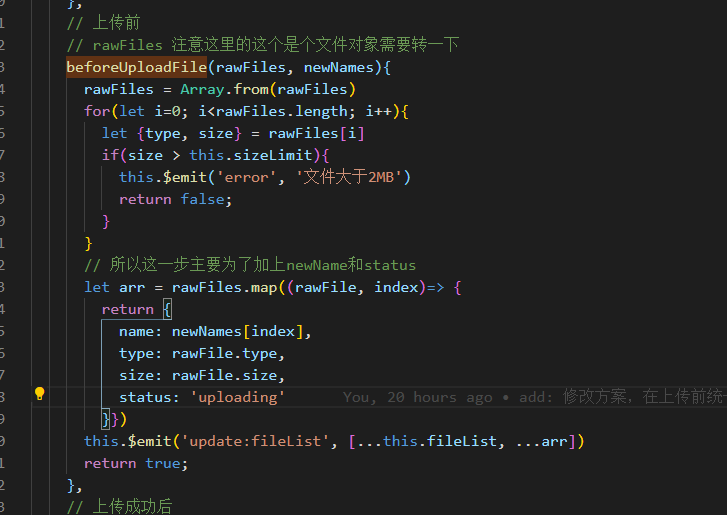 },
// 上传前
// rawFiles 注意这里的这个是个文件对象需要转一下
beforeUploadFile(rawFiles, newNames){
rawFiles = Array.from(rawFiles)
for(let i=0; i<rawFiles.length; i++){
let {type, size} = rawFiles[i]
if(size > this.sizeLimit){
this.$emit('error', '文件大于2MB')
return false;
}
}
// 所以这一步主要为了加上newName和status
let arr = rawFiles.map((rawFile, index)=> {
return {
name: newNames[index],
type: rawFile.type,
size: rawFile.size,
status: 'uploading' You, 20 hours ago • add: 修改方案，在上传前统一
}})
this.$emit('update:fileList', [...this.fileList, ...arr])
return true;
},
// 上传成功后